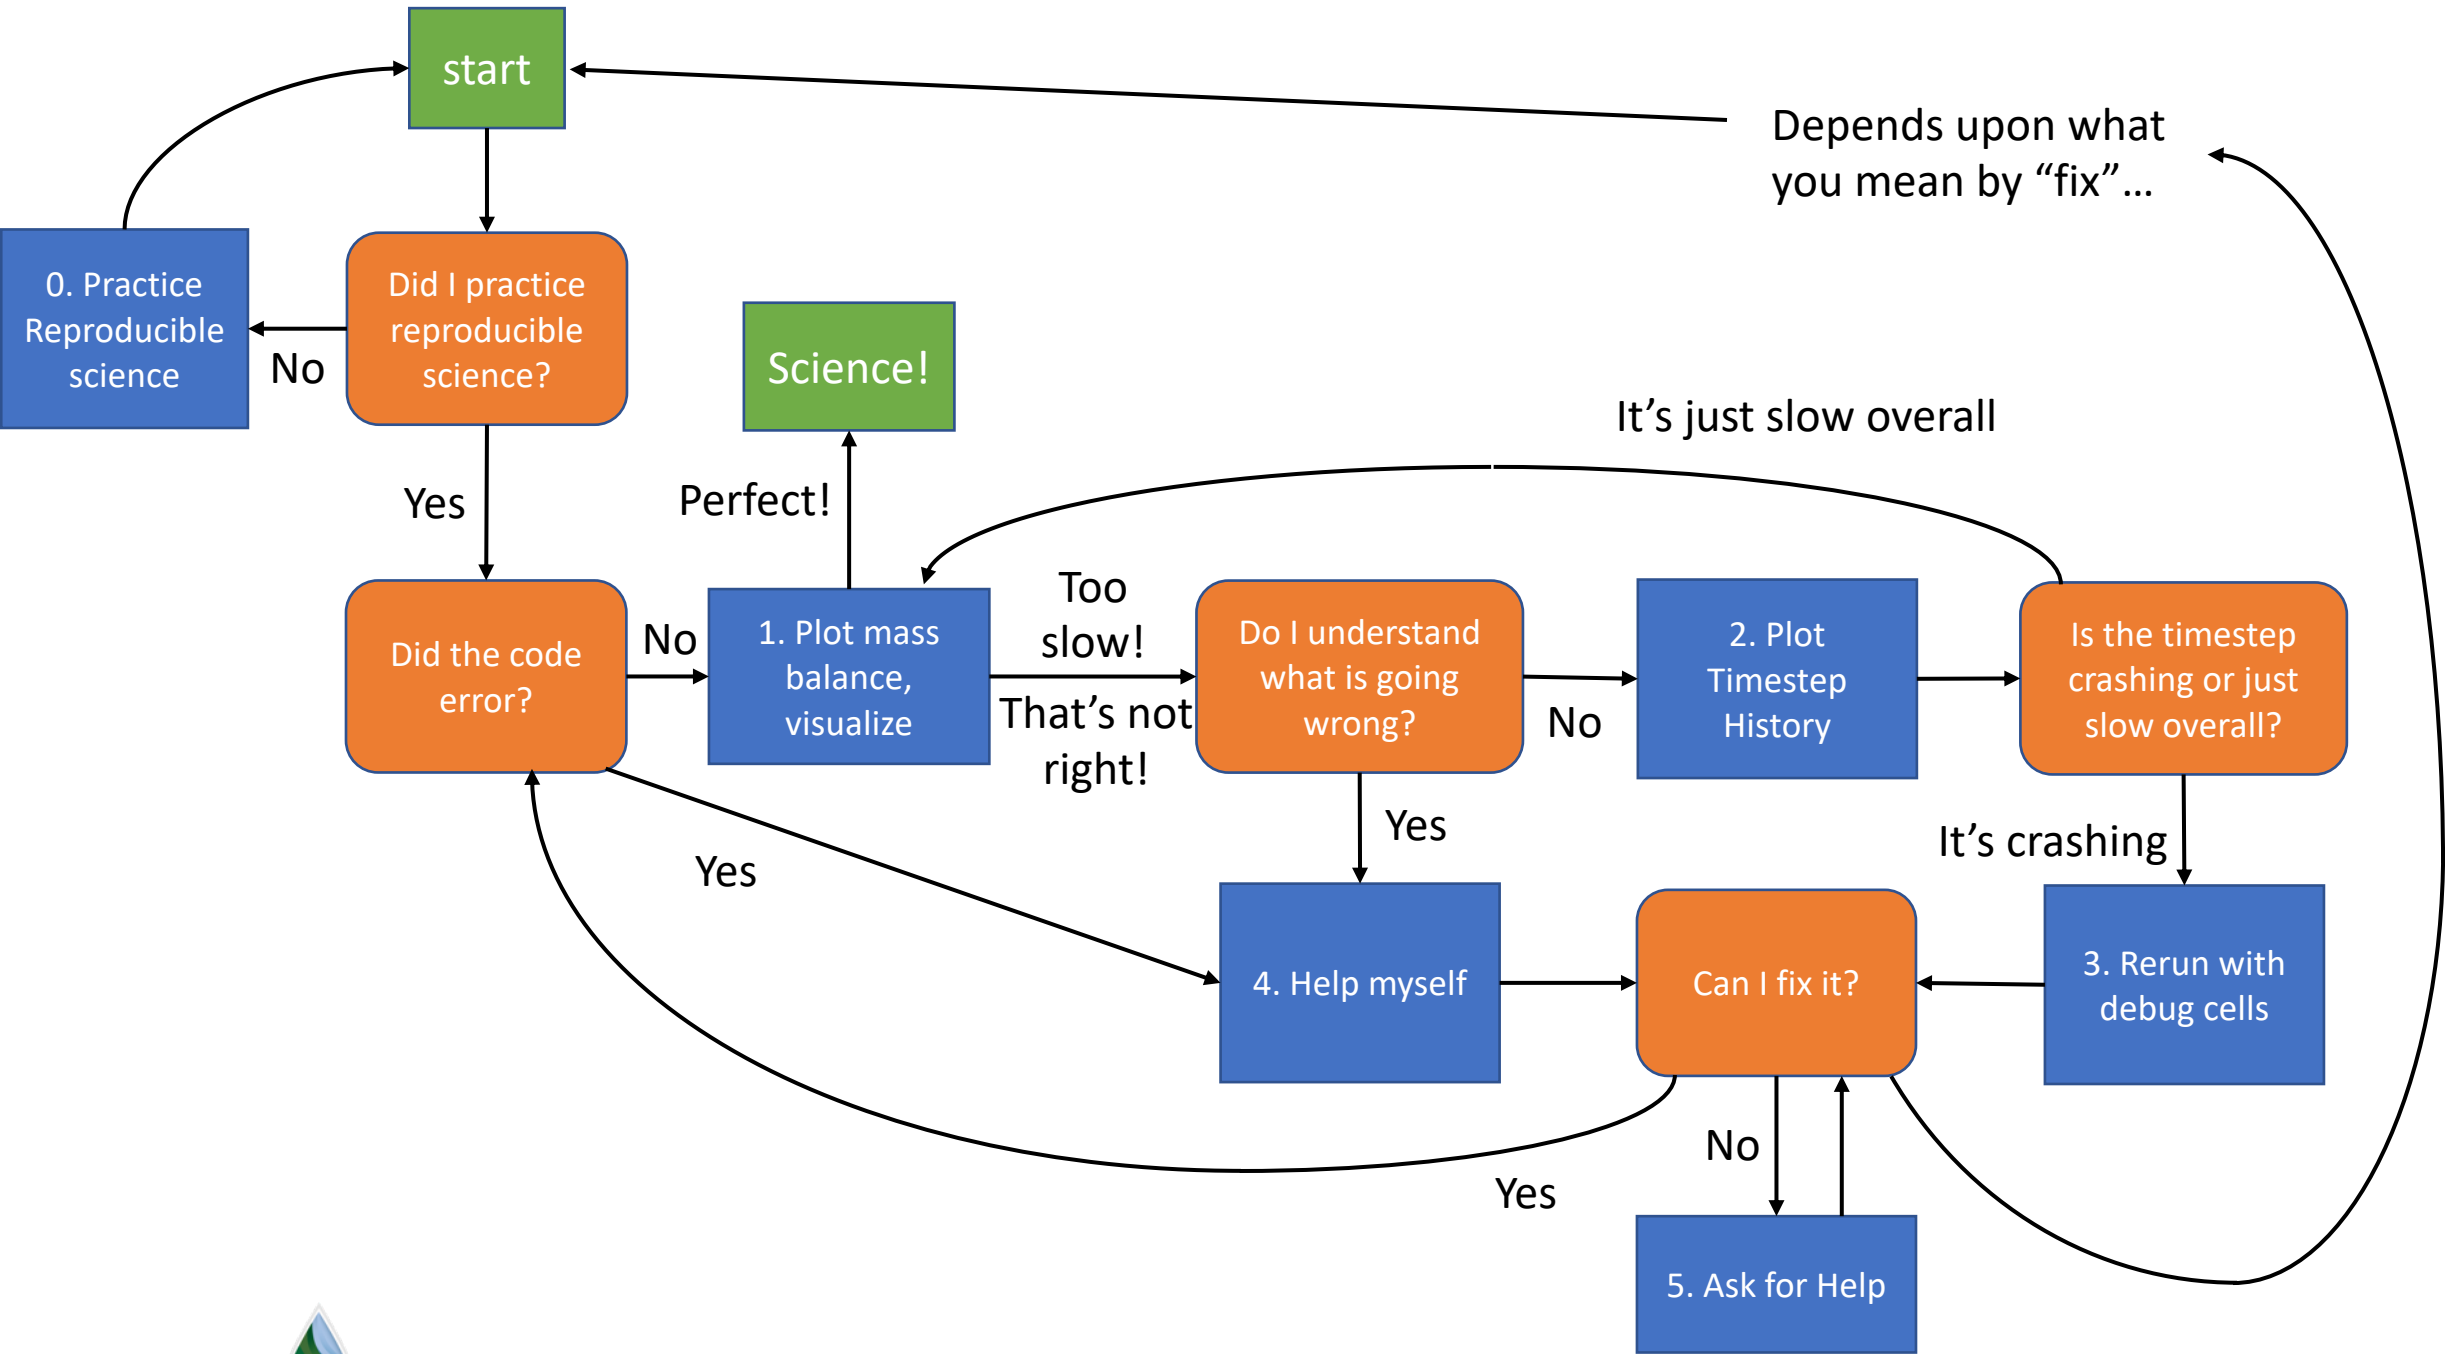 start
Depends upon what
you mean by “fix”...
0. Practice
Reproducible
science
No
Did I practice
reproducible
science?
Science!
It’s just slow overall
Yes
Perfect!
Did the code
error?
No
1. Plot mass
balance,
visualize
Too
slow!
That’s not
right!
Do I understand
what is going
wrong?
No
2. Plot
Timestep
History
Is the timestep
crashing or just
slow overall?
Yes
Yes
It’s crashing
4. Help myself
Can I fix it?
3. Rerun with
debug cells
No
Yes
5. Ask for Help